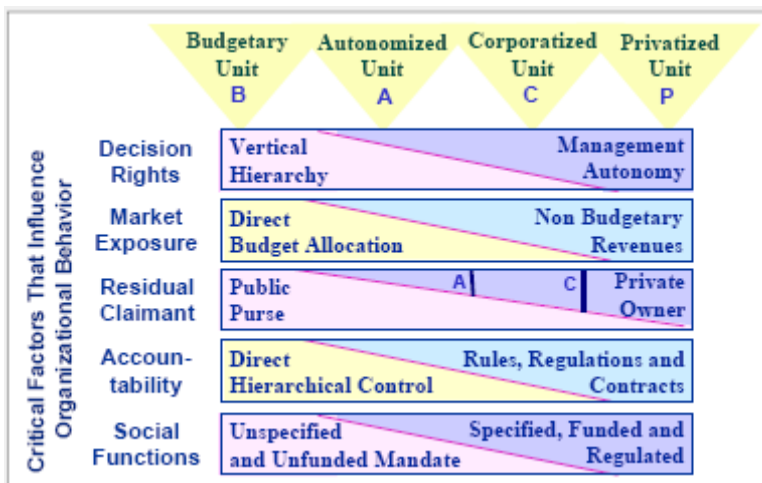 Budgetary Autonomized Corporatized Privatized
Unit Unit Unit Unit
B A C P
Critical Factors That Influence
Organizational Behavior
Decision
Rights
Vertical
Hierarchy
Management
Autonomy
Market
Exposure
Direct
Budget Allocation
Non Budgetary
Revenues
Residual
Claimant
Public
Purse
A
C
Private
Owner
Accoun-
tability
Direct
Hierarchical Control
Rules, Regulations and
Contracts
Social
Functions
Unspecified
and Unfunded Mandate
Specified, Funded and
Regulated